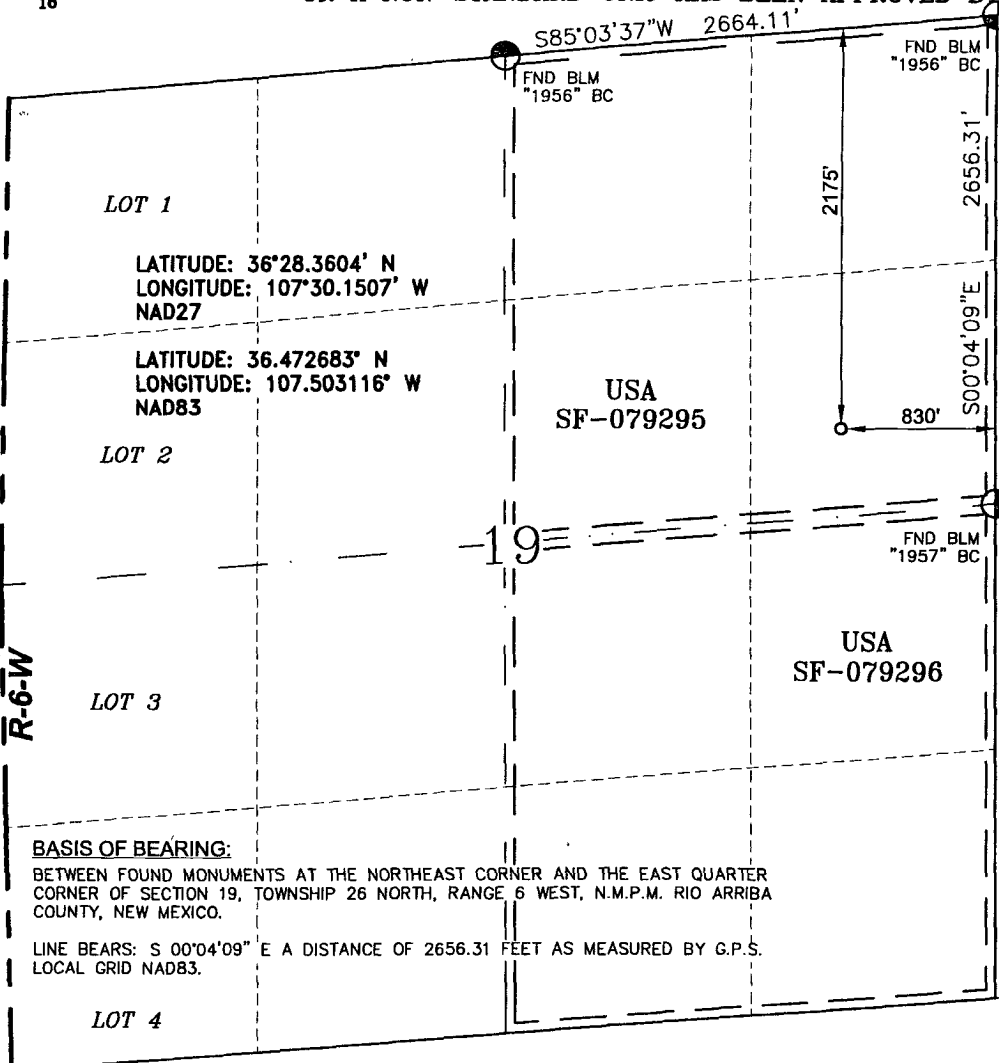 16
S85°03'37"W 2664.11'
FND BLM
"1956" BC
FND BLM
"1956" BC
2656.31'
S00°04'09"E
2175'
830'
LOT 1
LATITUDE: 36°28.3604' N
LONGITUDE: 107°30.1507' W
NAD27
LATITUDE: 36.472683° N
LONGITUDE: 107.503116° W
NAD83
USA
SF-079295
LOT 2
19
FND BLM
"1957" BC
USA
SF-079296
R-6-W
LOT 3
BASIS OF BEARING:
BETWEEN FOUND MONUMENTS AT THE NORTHEAST CORNER AND THE EAST QUARTER
CORNER OF SECTION 19, TOWNSHIP 26 NORTH, RANGE 6 WEST, N.M.P.M. RIO ARRIBA
COUNTY, NEW MEXICO.
LINE BEARS: S 00°04'09" E A DISTANCE OF 2656.31 FEET AS MEASURED BY G.P.S.
LOCAL GRID NAD83.
LOT 4